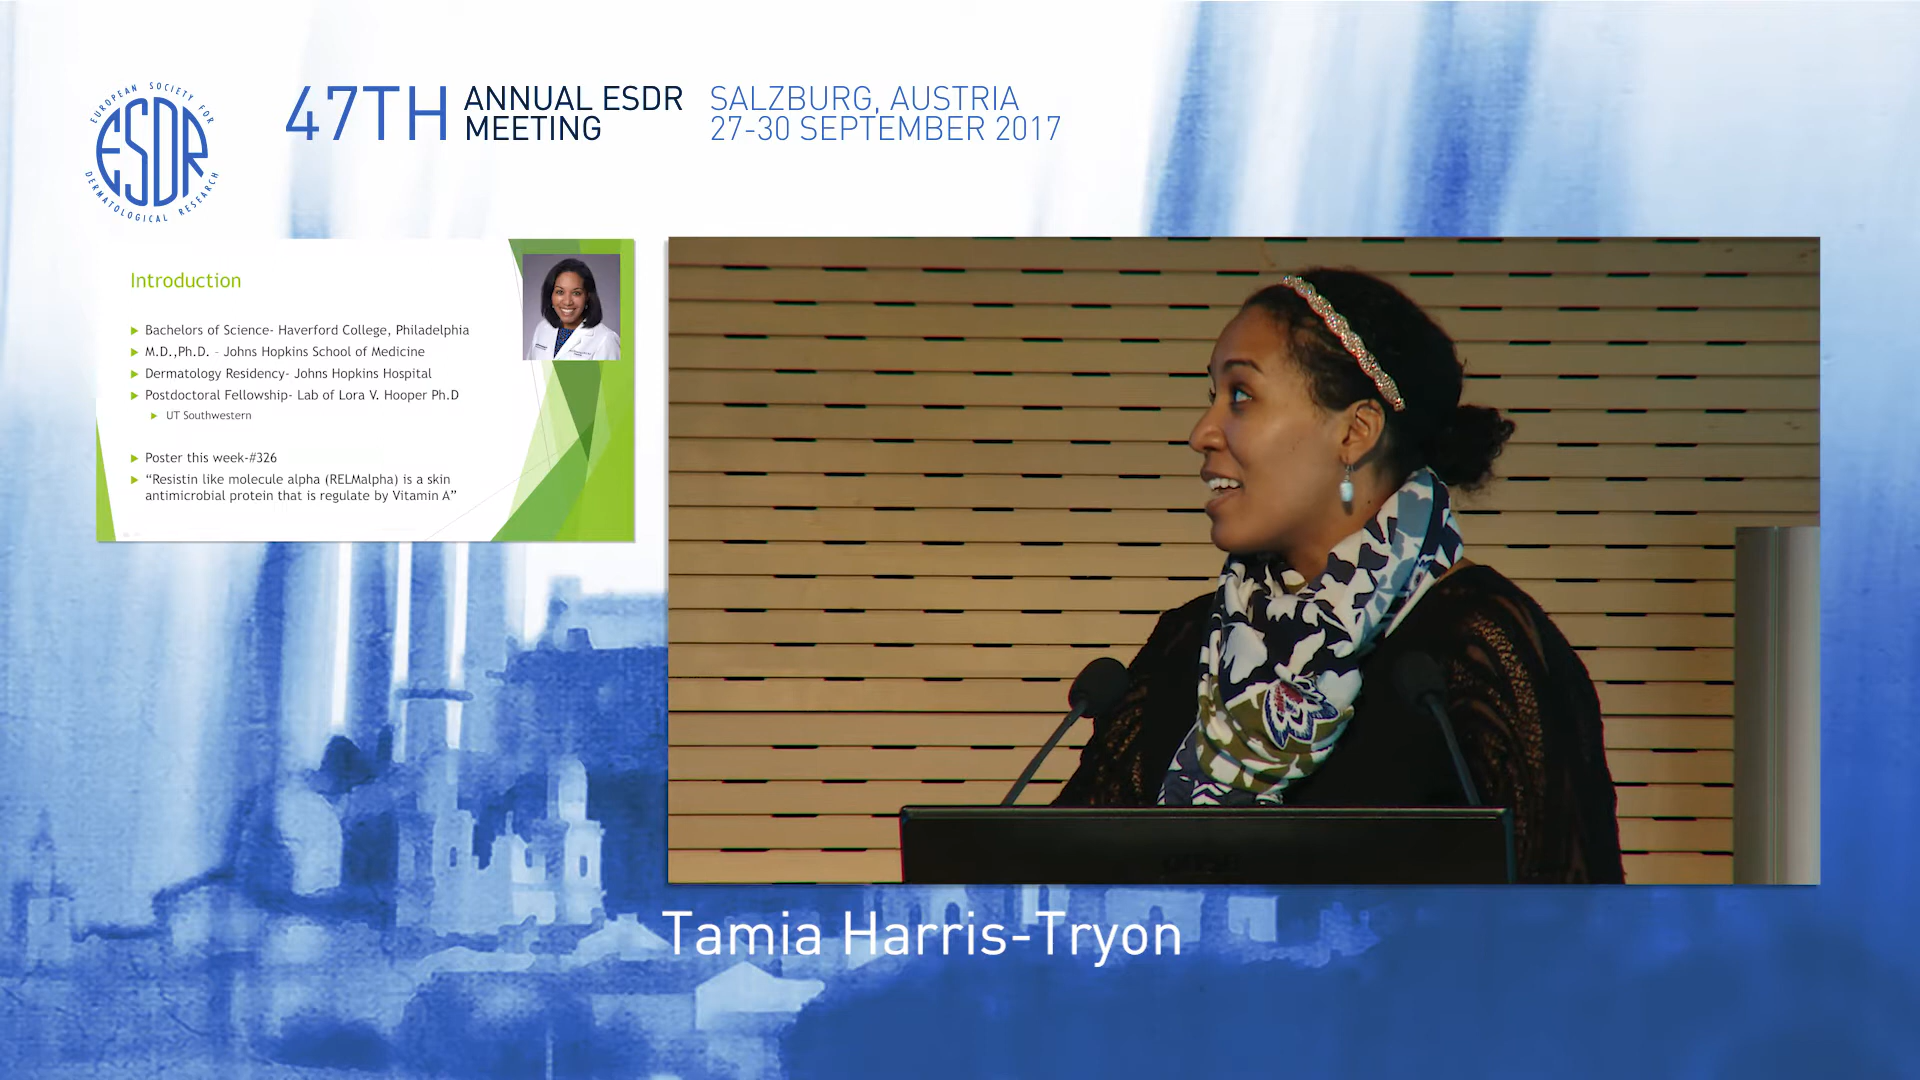 EUROPEAN SOCIETY FOR
ESDR
DERMATOLOGICAL RESEARCH
47TH
ANNUAL ESDR
MEETING
SALZBURG, AUSTRIA
27-30 SEPTEMBER 2017
Introduction
Bachelors of Science- Haverford College, Philadelphia
M.D.,Ph.D. – Johns Hopkins School of Medicine
Dermatology Residency- Johns Hopkins Hospital
Postdoctoral Fellowship- Lab of Lora V. Hooper Ph.D
UT Southwestern
Poster this week-#326
“Resistin like molecule alpha (RELMalpha) is a skin
antimicrobial protein that is regulate by Vitamin A”
Tamia Harris-Tryon